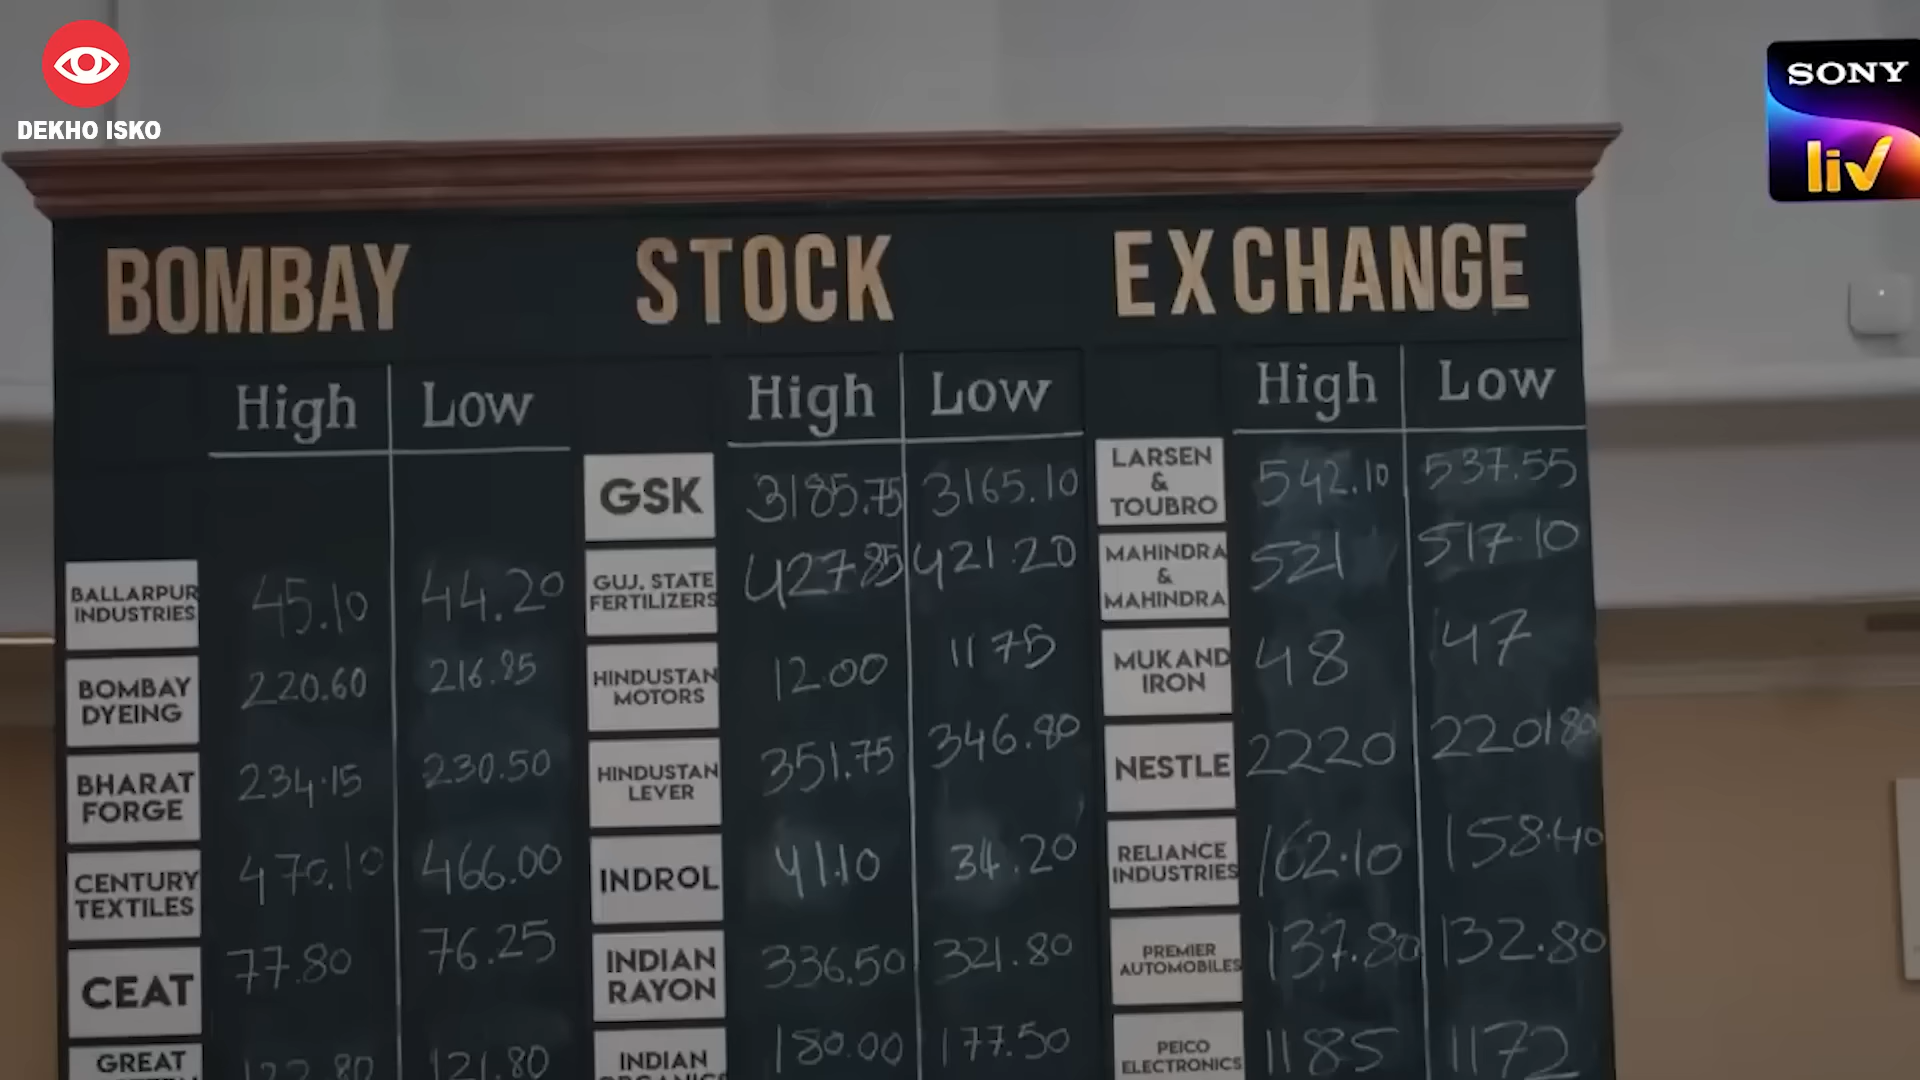 DEKHO ISKO
SONY
liv
BOMBAY STOCK EXCHANGE
High Low High Low High Low
GSK 3185.75 3165.10
LARSEN & TOUBRO 542.10 537.55
BALLARPUR INDUSTRIES 45.10 44.20
GUJ. STATE FERTILIZERS 427.85 421.20
MAHINDRA & MAHINDRA 521 517.10
BOMBAY DYEING 220.60 216.85
HINDUSTAN MOTORS 12.00 11 75
MUKAND IRON 48 47
BHARAT FORGE 234.15 230.50
HINDUSTAN LEVER 351.75 346.80
NESTLE 2220 220180
CENTURY TEXTILES 470.10 466.00
INDROL 41.10 34.20
RELIANCE INDUSTRIES 162.10 158.40
CEAT 77.80 76.25
INDIAN RAYON 336.50 321.80
PREMIER AUTOMOBILES 137.80 132.80
GREAT 121.80
INDIAN 180.00 177.50
PEICO ELECTRONICS 1185 1172